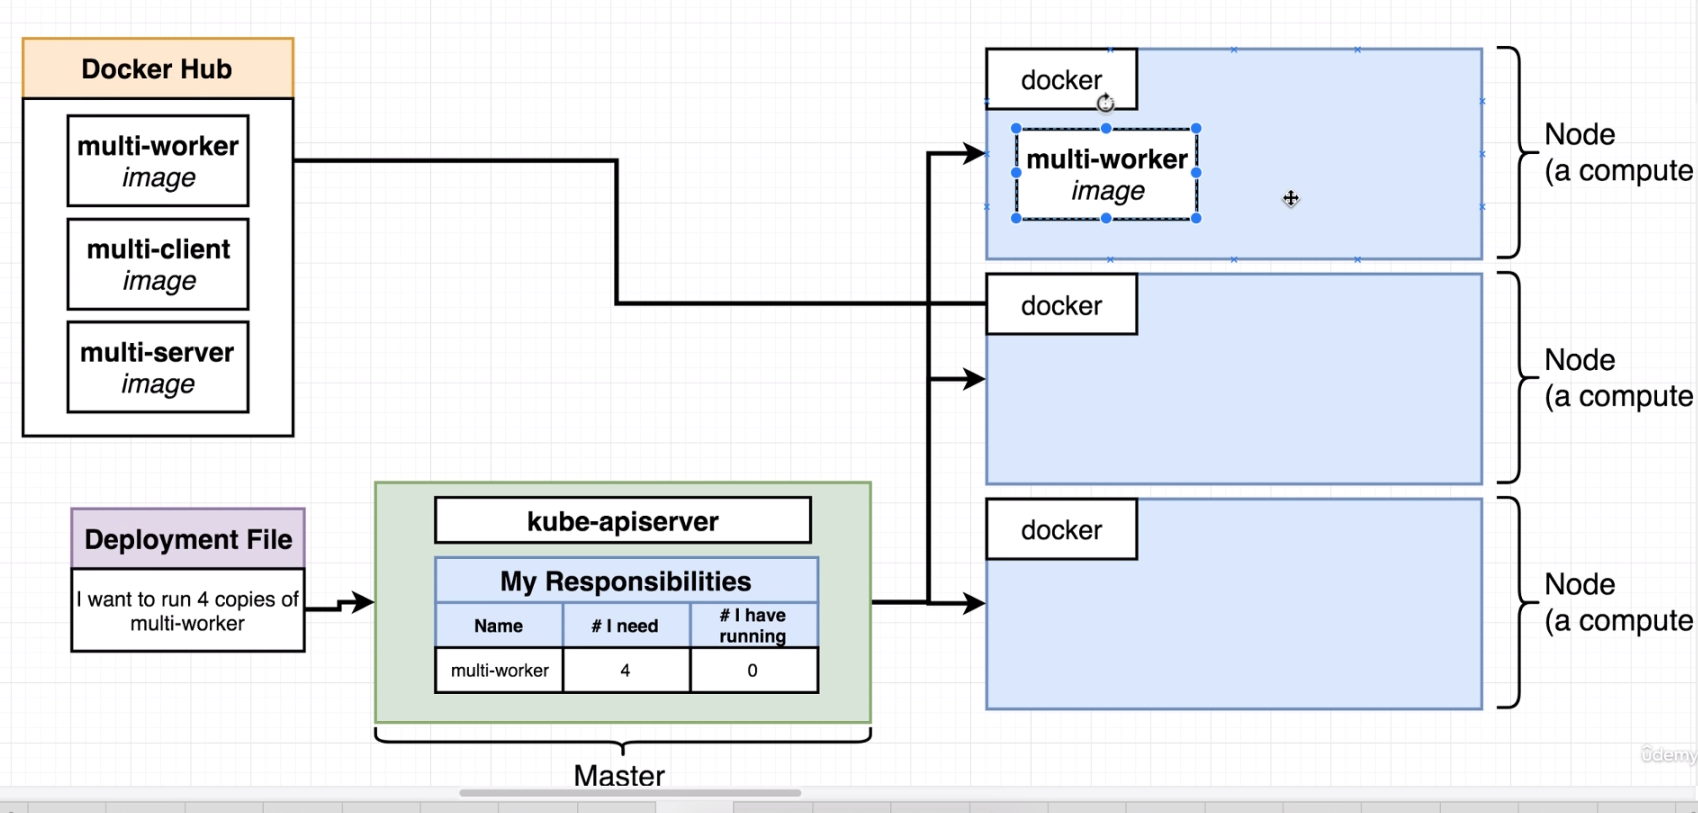 Docker Hub
multi-worker
image
multi-client
image
multi-server
image
Deployment File
I want to run 4 copies of
multi-worker
kube-apiserver
My Responsibilities
Name
# I need
# I have
running
multi-worker
4
0
Master
docker
multi-worker
image
Node
(a compute
docker
Node
(a compute
docker
Node
(a compute
ûdemy